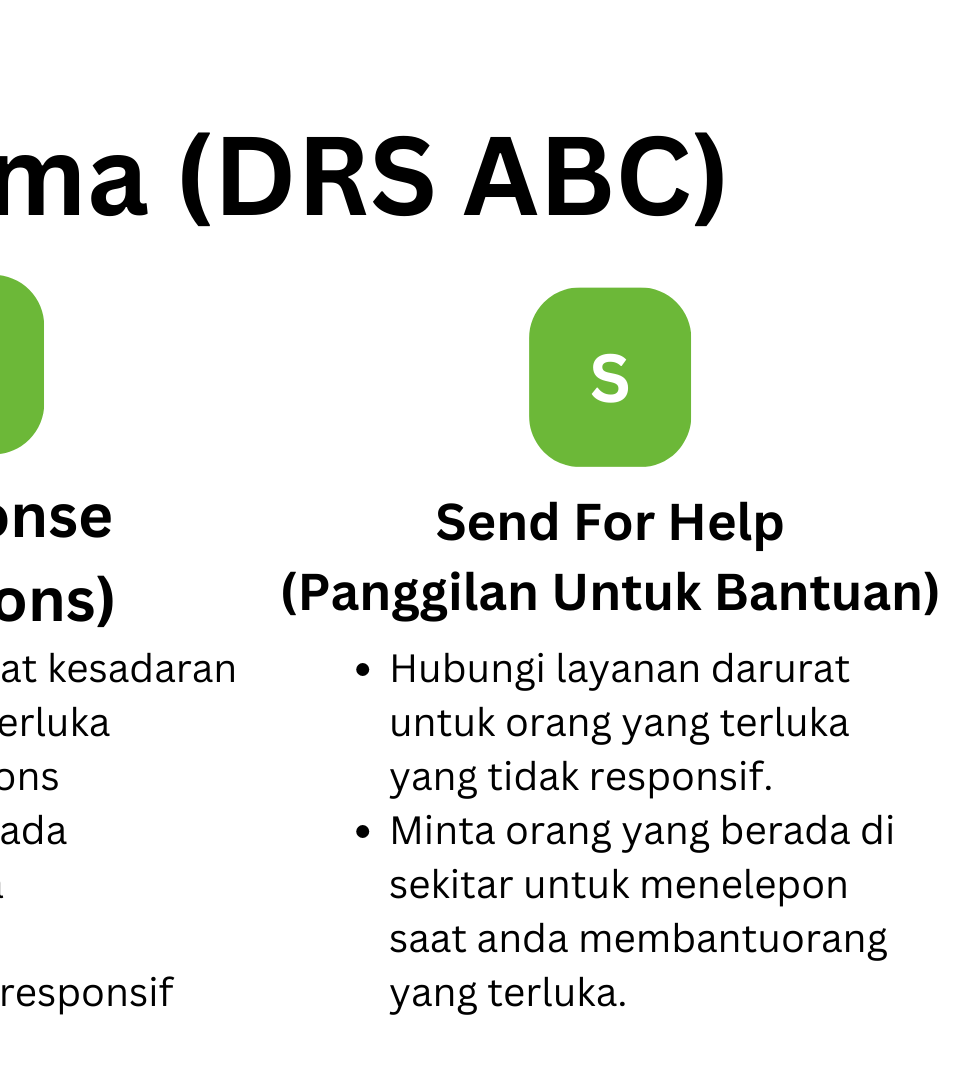 ma (DRS ABC)
S
onse
ons)
at kesadaran
erluka
ons
ada
responsif
Send For Help
(Panggilan Untuk Bantuan)
• Hubungi layanan darurat
untuk orang yang terluka
yang tidak responsif.
• Minta orang yang berada di
sekitar untuk menelepon
saat anda membantuorang
yang terluka.